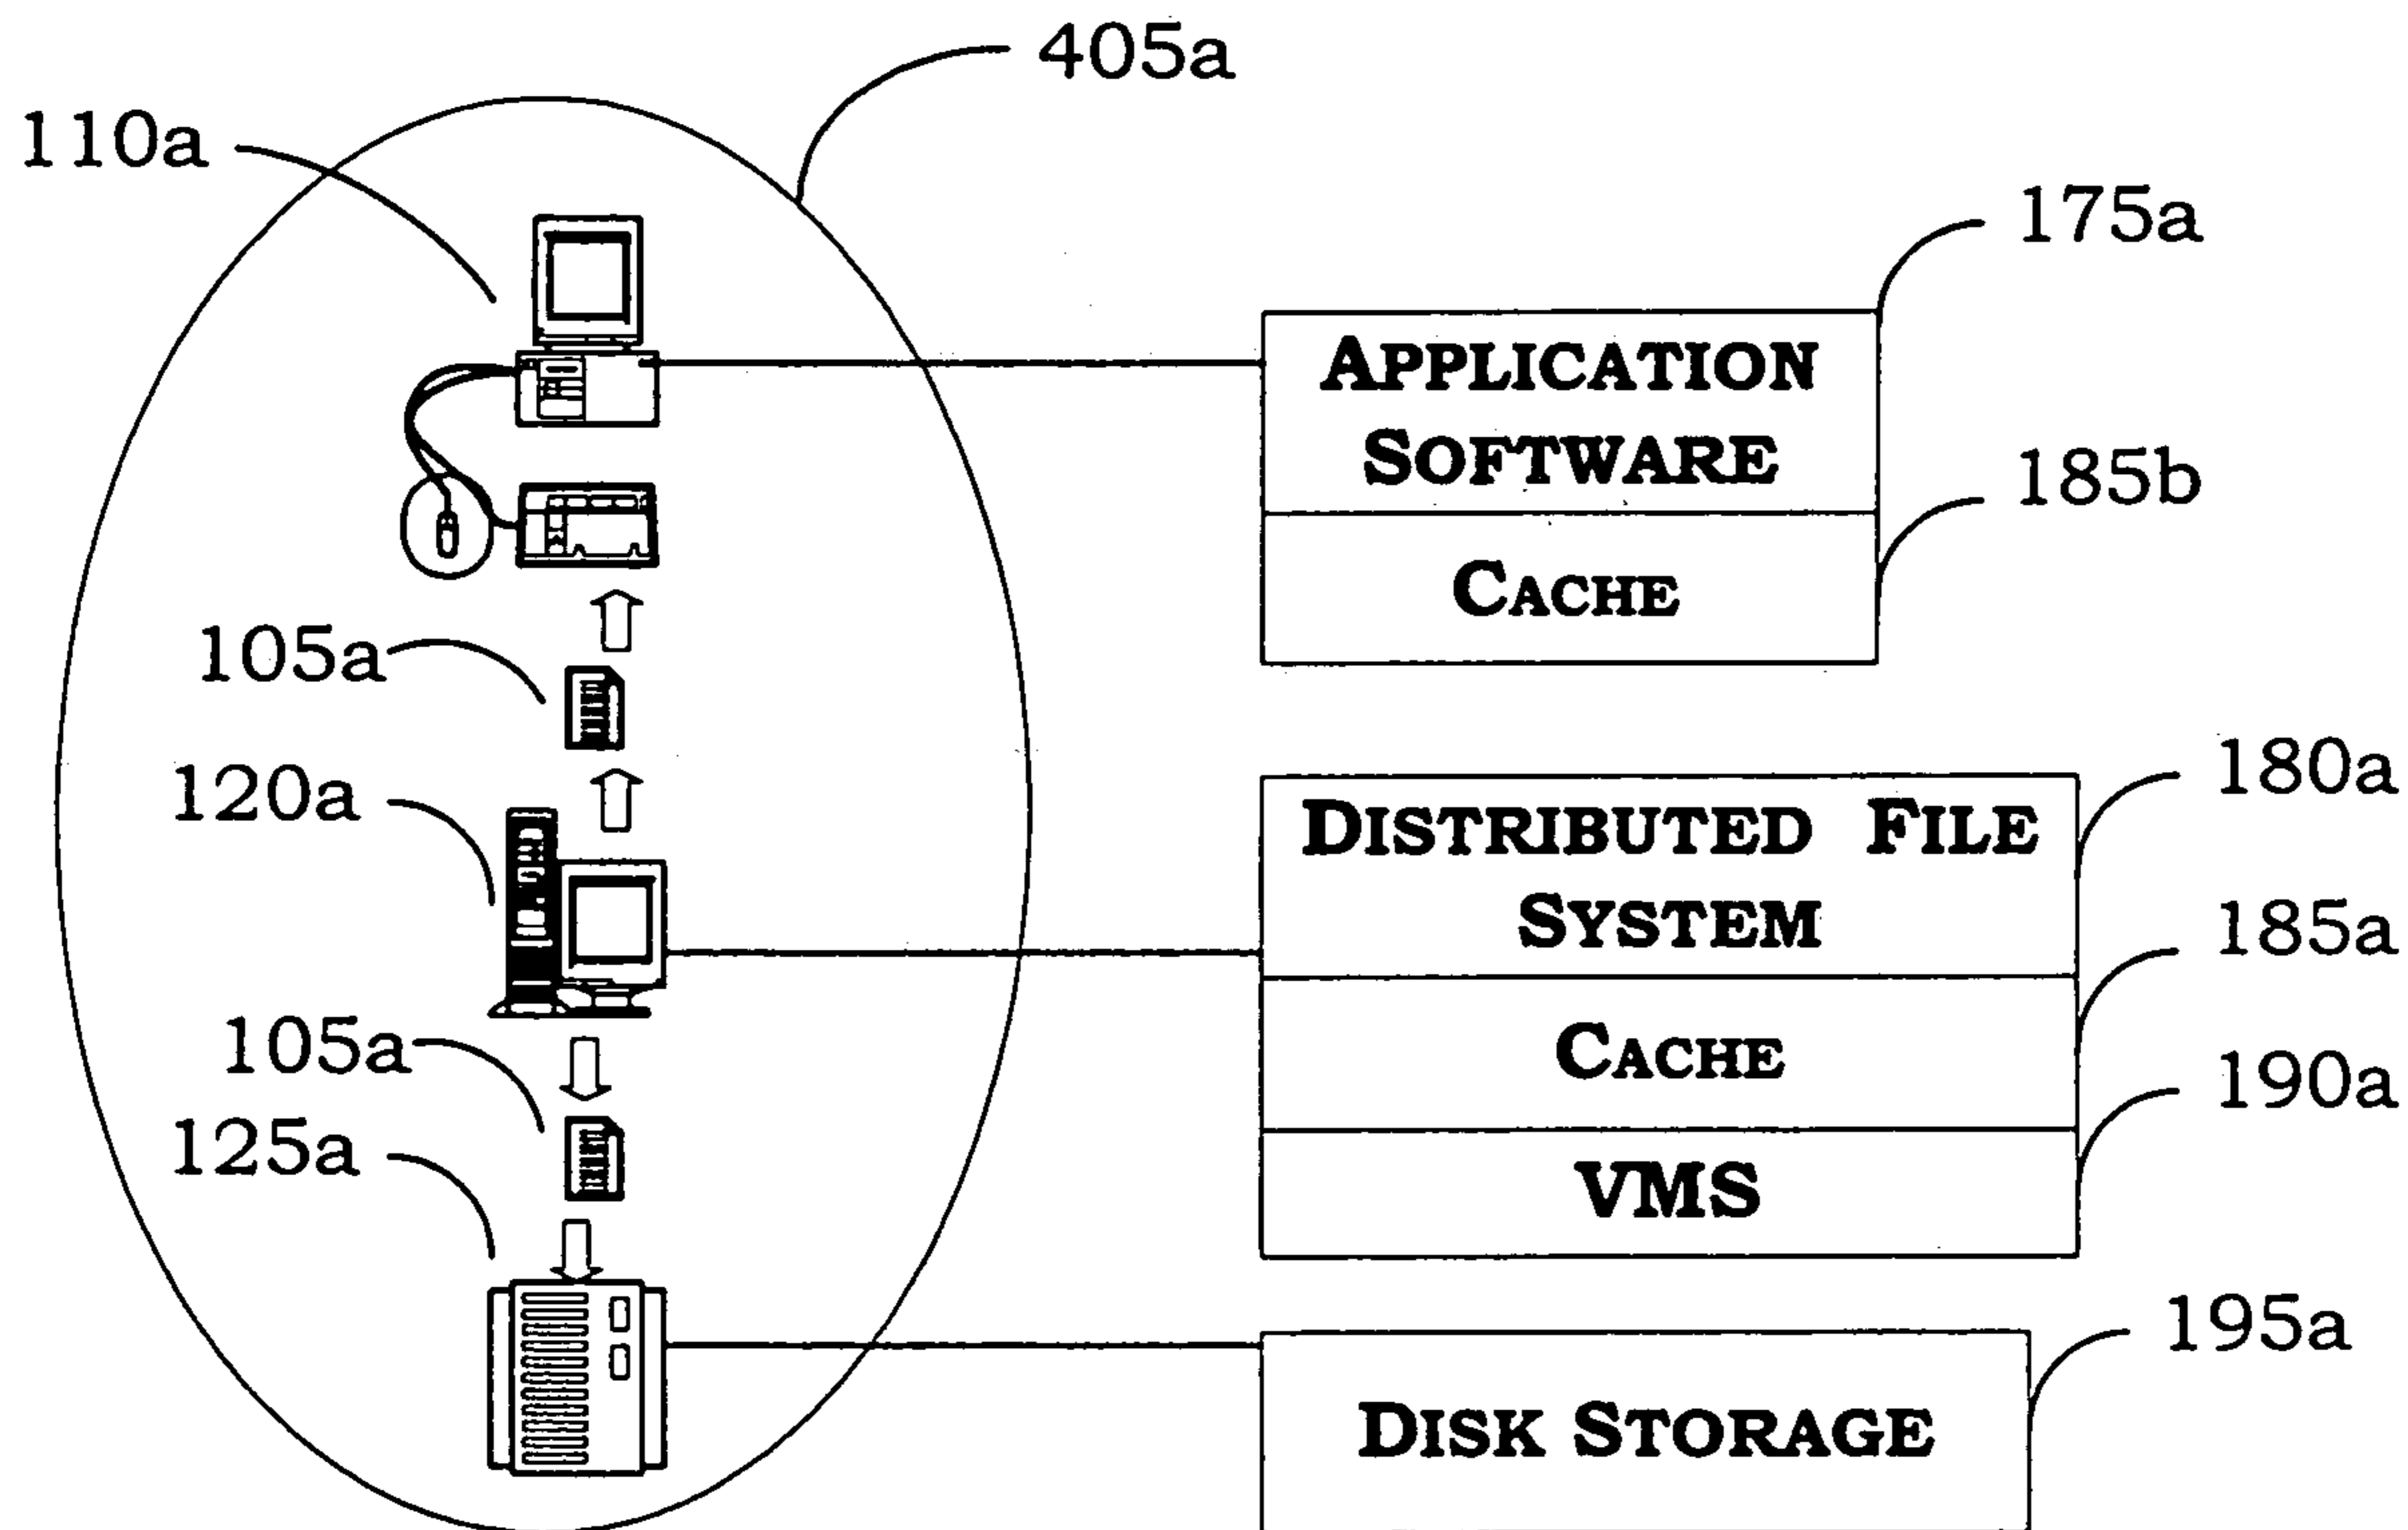 405a
110a
175a
APPLICATION
SOFTWARE
185b
CACHE
105a
120a
180a
DISTRIBUTED FILE
SYSTEM
185a
CACHE
105a
190a
125a
VMS
195a
DISK STORAGE